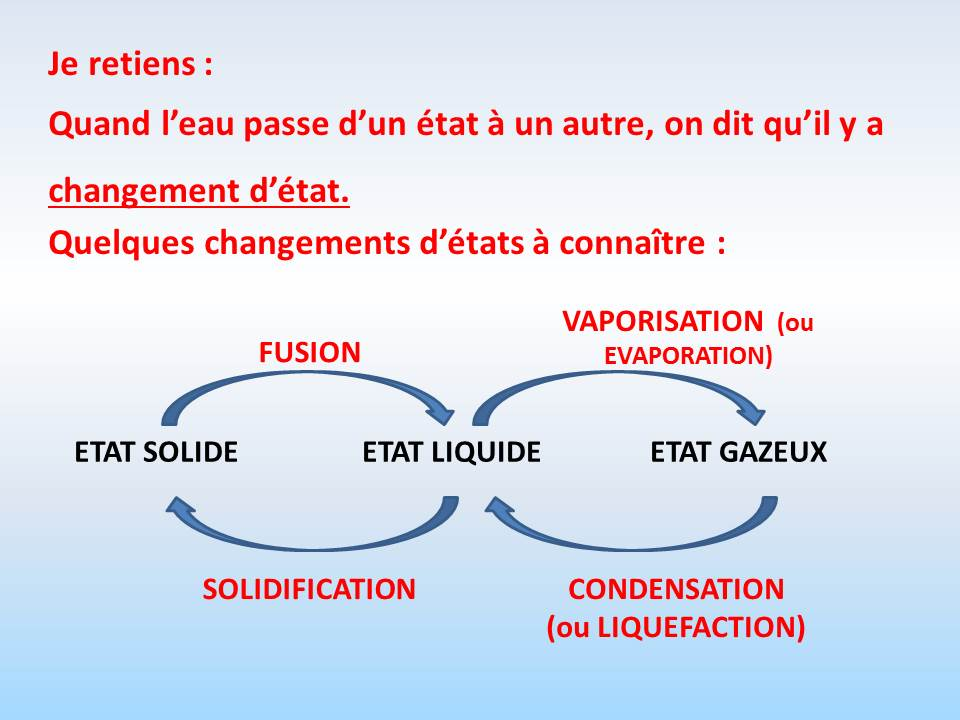 Je retiens :
Quand l’eau passe d’un état à un autre, on dit qu’il y a
changement d’état.
Quelques changements d’états à connaître :
VAPORISATION (ou
EVAPORATION)
FUSION
ETAT SOLIDE
ETAT LIQUIDE
ETAT GAZEUX
SOLIDIFICATION
CONDENSATION
(ou LIQUEFACTION)